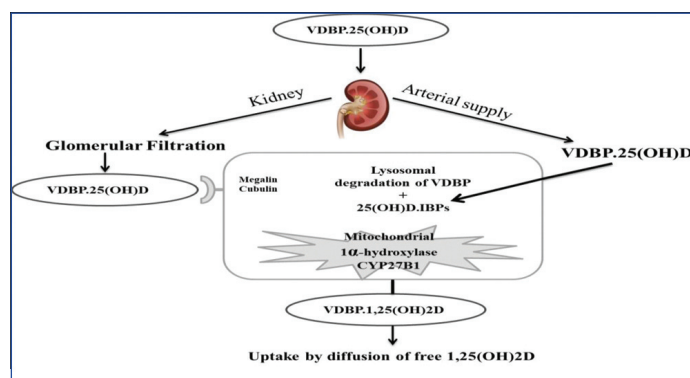 VDBP.25(OH)D
Kidney
Arterial supply
Glomerular Filtration
VDBP.25(OH)D
VDBP.25(OH)D
Megalin
Cubulin
Lysosomal
degradation of VDBP
+
25(OH)D.IBPs
Mitochondrial
1α-hydroxylase
CYP27B1
VDBP.1,25(OH)2D
Uptake by diffusion of free 1,25(OH)2D